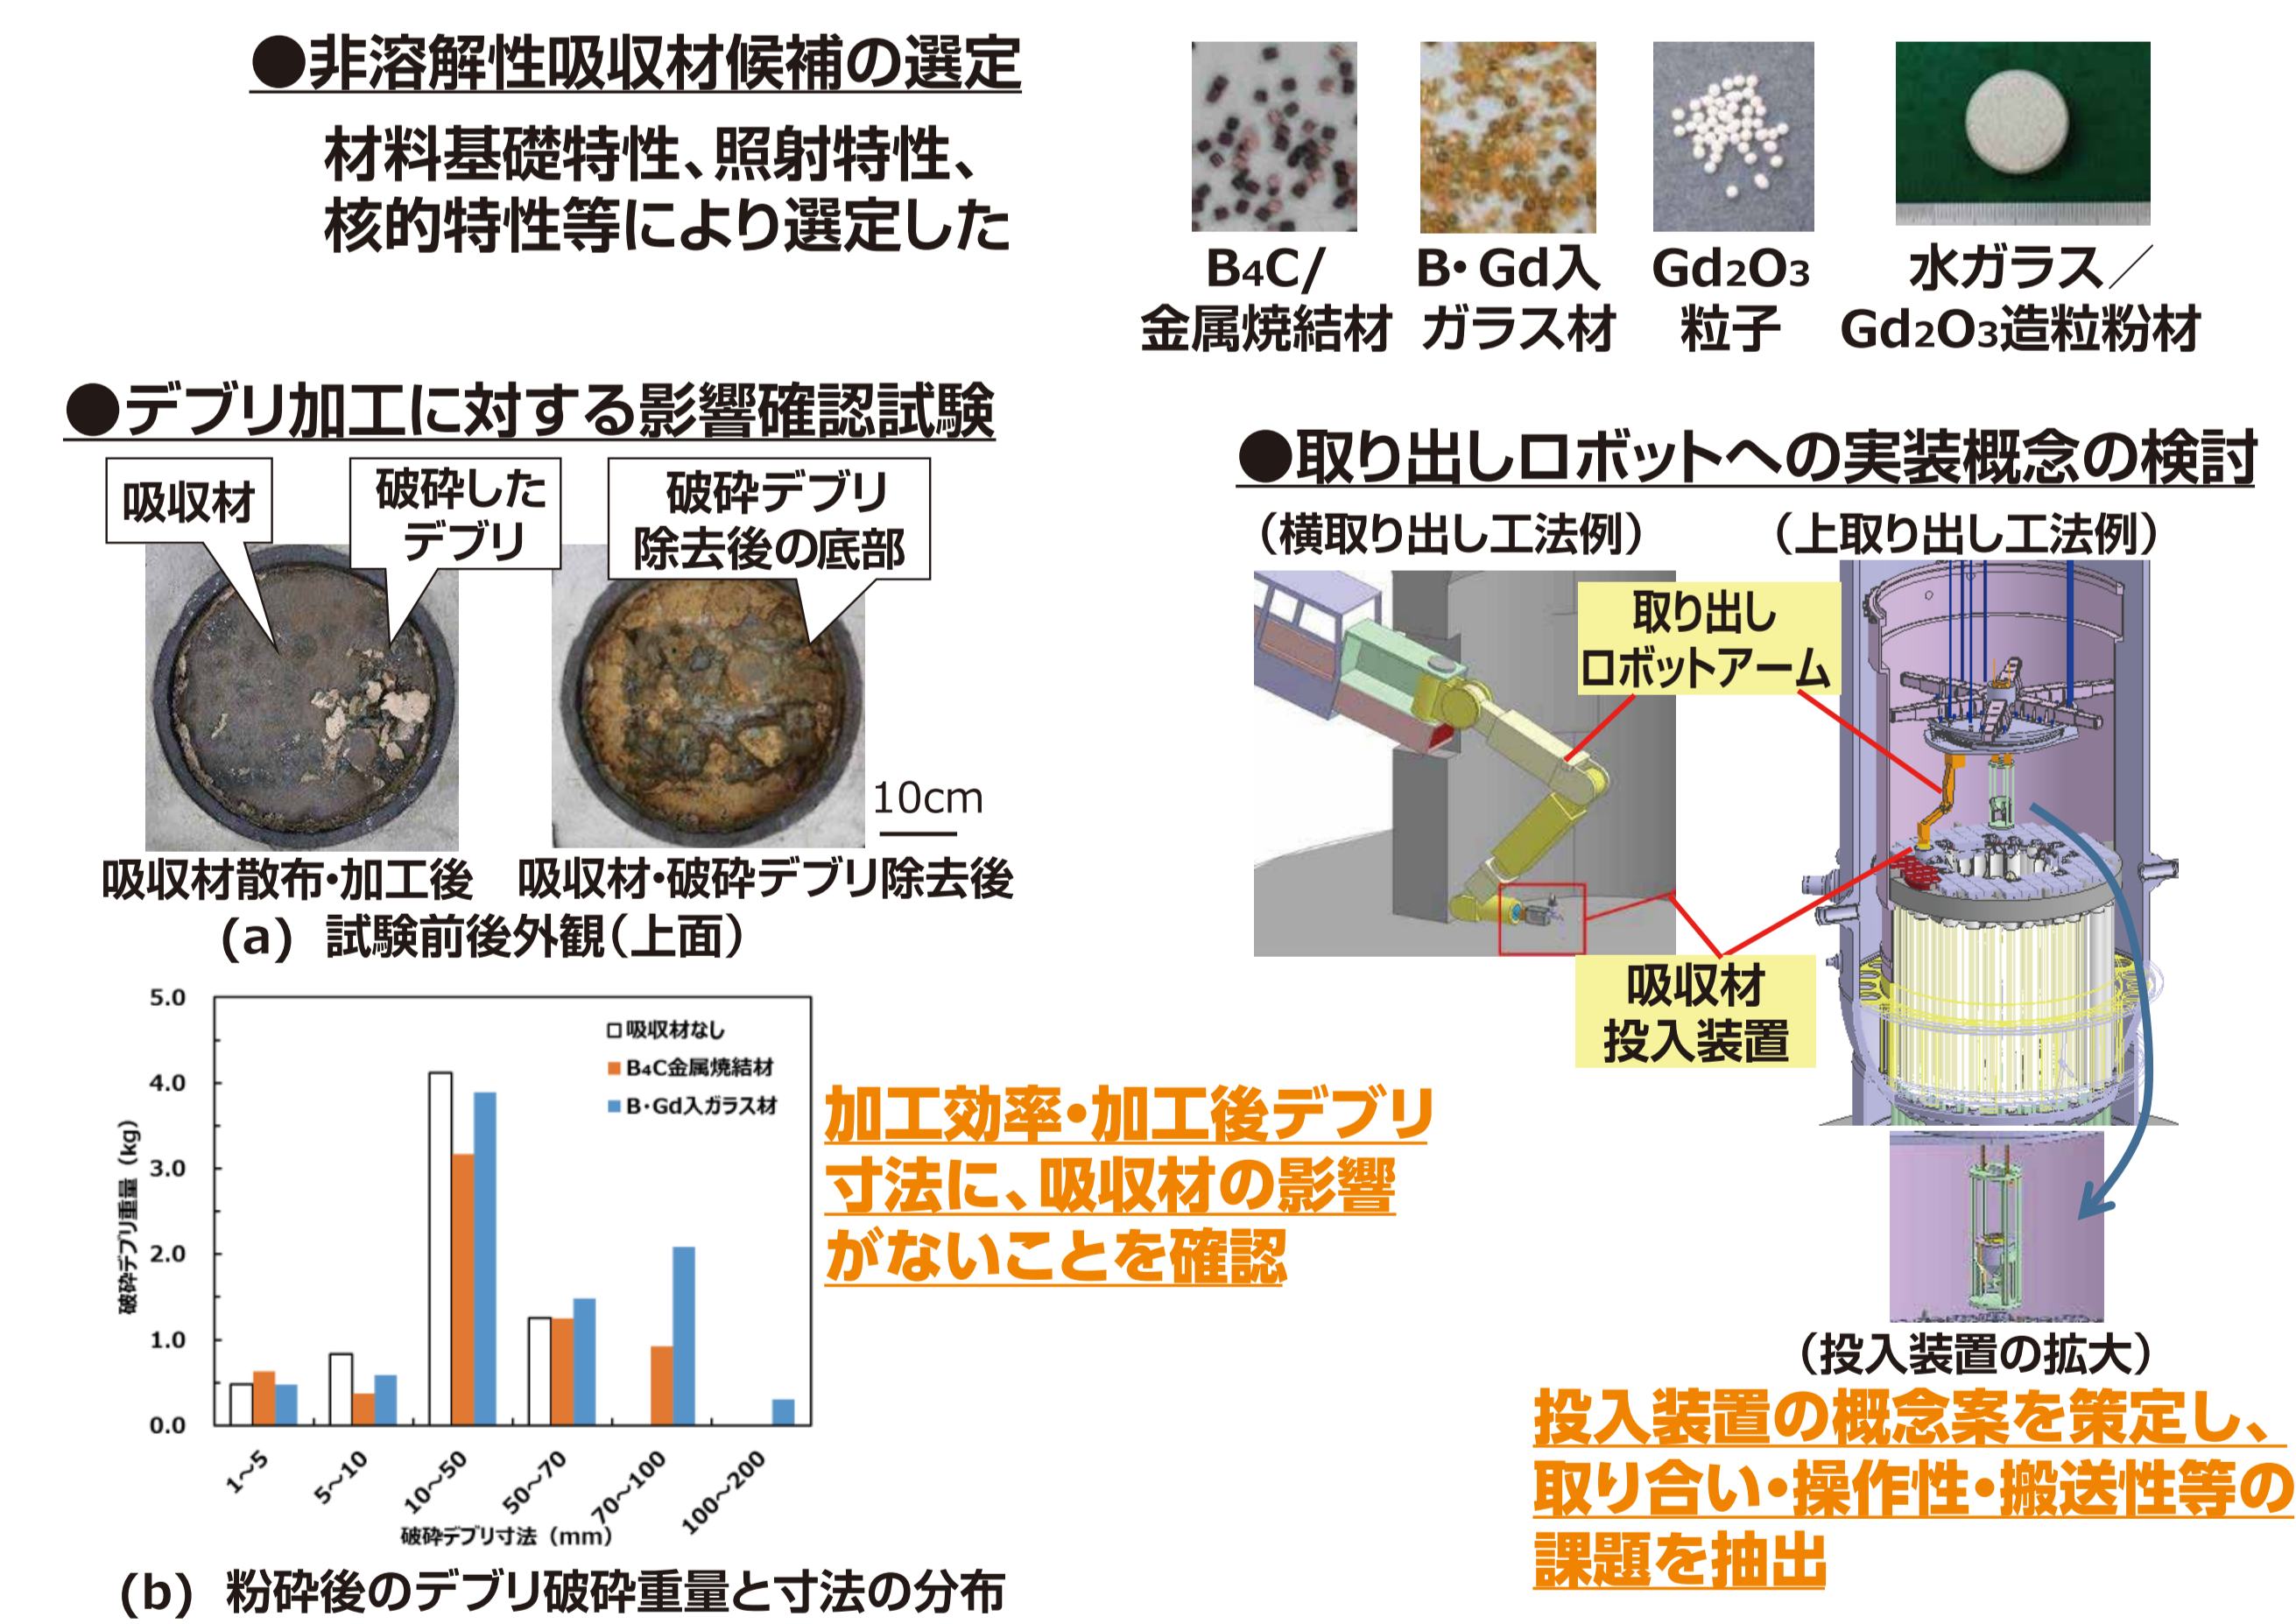 ●非溶解性吸収材候補の選定
材料基礎特性、照射特性、
核的特性等により選定した
B4C/
金属焼結材
B・Gd入
ガラス材
Gd2O3
粒子
水ガラス／
Gd2O3造粒粉材
●デブリ加工に対する影響確認試験
吸収材
破砕した
デブリ
破砕デブリ
除去後の底部
10cm
吸収材散布・加工後
吸収材・破砕デブリ除去後
(a) 試験前後外観（上面）
5.0
4.0
3.0
2.0
1.0
0.0
破砕デブリ重量（kg）
吸収材なし
B4C金属焼結材
B・Gd入ガラス材
1～5
5～10
10～50
50～70
70～100
100～200
破砕デブリ寸法（mm）
(b) 粉砕後のデブリ破砕重量と寸法の分布
加工効率・加工後デブリ
寸法に、吸収材の影響
がないことを確認
●取り出しロボットへの実装概念の検討
（横取り出し工法例）
（上取り出し工法例）
取り出し
ロボットアーム
吸収材
投入装置
（投入装置の拡大）
投入装置の概念案を策定し、
取り合い・操作性・搬送性等の
課題を抽出